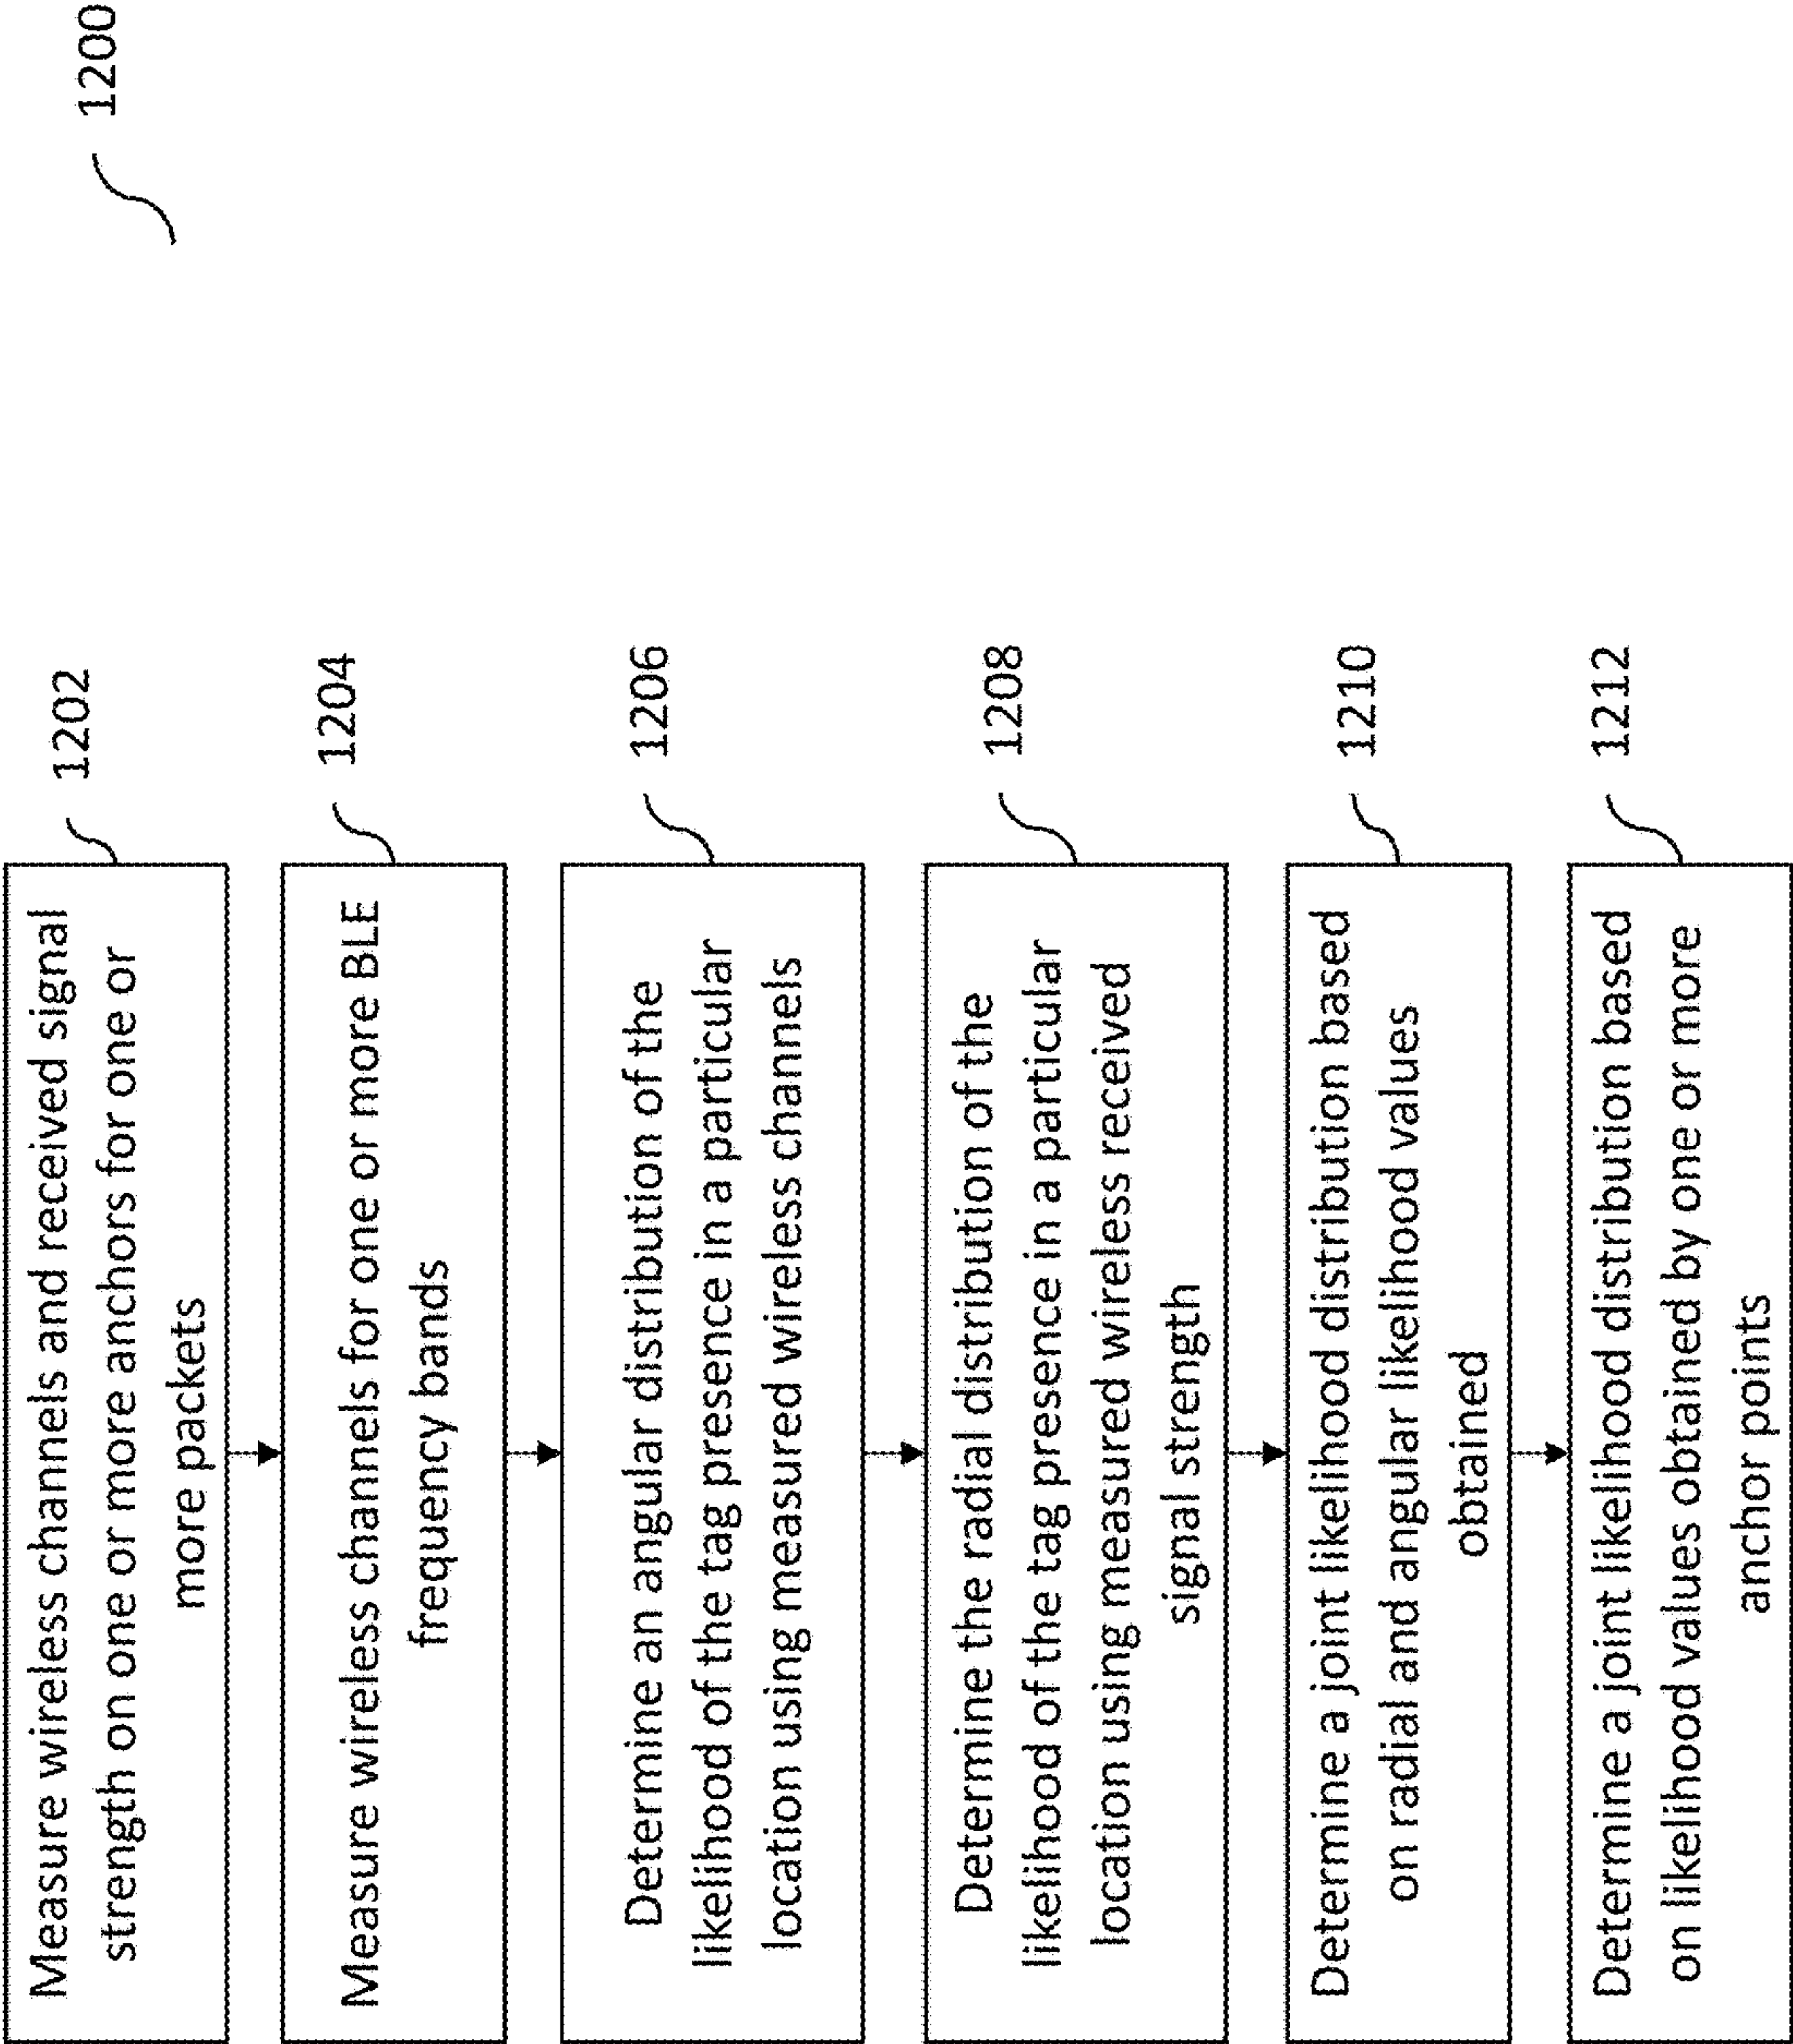 1200
Measure wireless channels and received signal
strength on one or more anchors for one or
more packets
1202
Measure wireless channels for one or more BLE
frequency bands
1204
Determine an angular distribution of the
likelihood of the tag presence in a particular
location using measured wireless channels
1206
Determine the radial distribution of the
likelihood of the tag presence in a particular
location using measured wireless received
signal strength
1208
Determine a joint likelihood distribution based
on radial and angular likelihood values
obtained
1210
Determine a joint likelihood distribution based
on likelihood values obtained by one or more
anchor points
1212